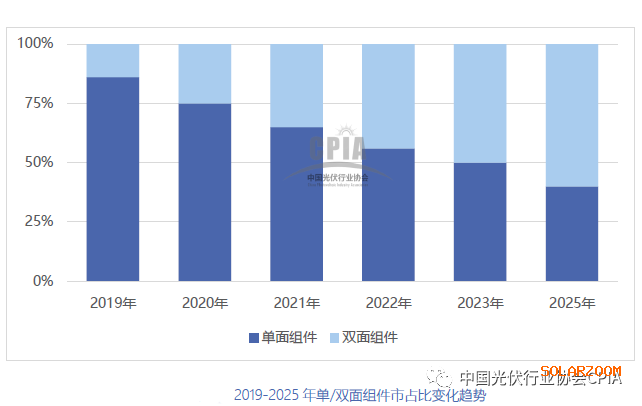 100%
75%
50%
25%
0%
CPIA
中国光伏行业协会
2019年 2020年 2021年 2022年 2023年 2025年
单面组件 双面组件
SOLARZOOM
中国光伏行业协会CPIA
2019-2025 年单/双面组件市占比变化趋势